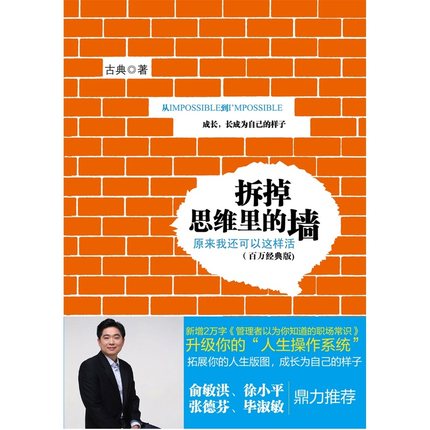 古典◎著
从IMPOSSIBLE到I'MPOSSIBLE
成长，长成为自己的样子
拆掉
思维里的墙
原来我还可以这样活
（百万经典版）
新增2万字《管理者以为你知道的职场常识》
升级你的“人生操作系统”
拓展你的人生版图，成长为自己的样子
俞敏洪、徐小平
张德芬、毕淑敏
鼎力推荐